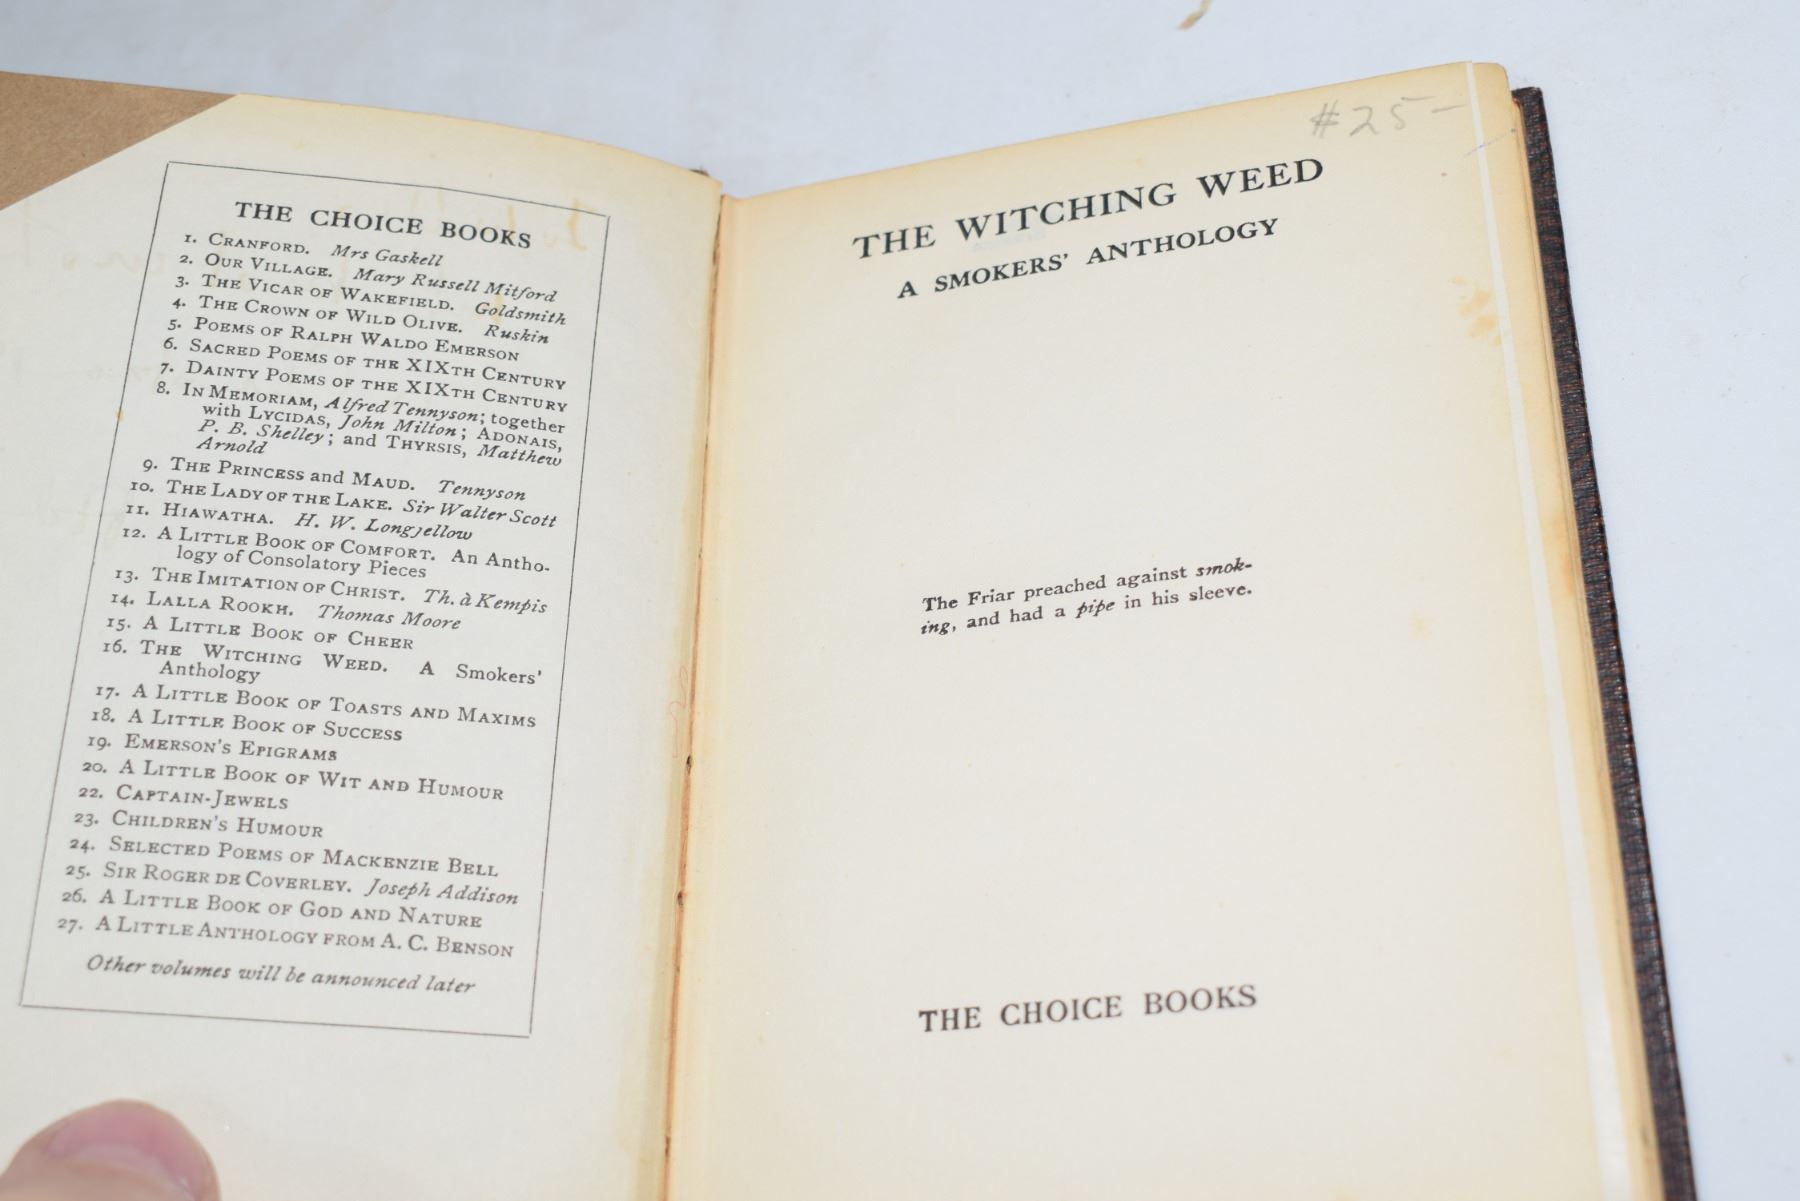 THE CHOICE BOOKS
1. CRANFORD. Mrs Gaskell
2. OUR VILLAGE. Mary Russell Mitford
3. THE VICAR OF WAKEFIELD. Goldsmith
4. THE CROWN OF WILD OLIVE. Ruskin
5. POEMS OF RALPH WALDO EMERSON
6. SACRED POEMS OF THE XIXTH CENTURY
7. DAINTY POEMS OF THE XIXTH CENTURY
8. IN MEMORIAM, Alfred Tennyson; together
with LYCIDAS, John Milton; ADONAIS,
P. B. Shelley; and THYRSIS, Matthew
Arnold
9. THE PRINCESS and MAUD. Tennyson
10. THE LADY OF THE LAKE. Sir Walter Scott
11. HIAWATHA. H. W. Longfellow
12. A LITTLE BOOK OF COMFORT. An Antho-
logy of Consolatory Pieces
13. THE IMITATION OF CHRIST. Th. à Kempis
14. LALLA ROOKH. Thomas Moore
15. A LITTLE BOOK OF CHEER
16. THE WITCHING WEED. A Smokers'
Anthology
17. A LITTLE BOOK OF TOASTS AND MAXIMS
18. A LITTLE BOOK OF SUCCESS
19. EMERSON'S EPIGRAMS
20. A LITTLE BOOK OF WIT AND HUMOUR
22. CAPTAIN-JEWELS
23. CHILDREN'S HUMOUR
24. SELECTED POEMS OF MACKENZIE BELL
25. SIR ROGER DE COVERLEY. Joseph Addison
26. A LITTLE BOOK OF GOD AND NATURE
27. A LITTLE ANTHOLOGY FROM A. C. BENSON
Other volumes will be announced later
#25-
THE WITCHING WEED
A SMOKERS' ANTHOLOGY
The Friar preached against smok-
ing, and had a pipe in his sleeve.
THE CHOICE BOOKS